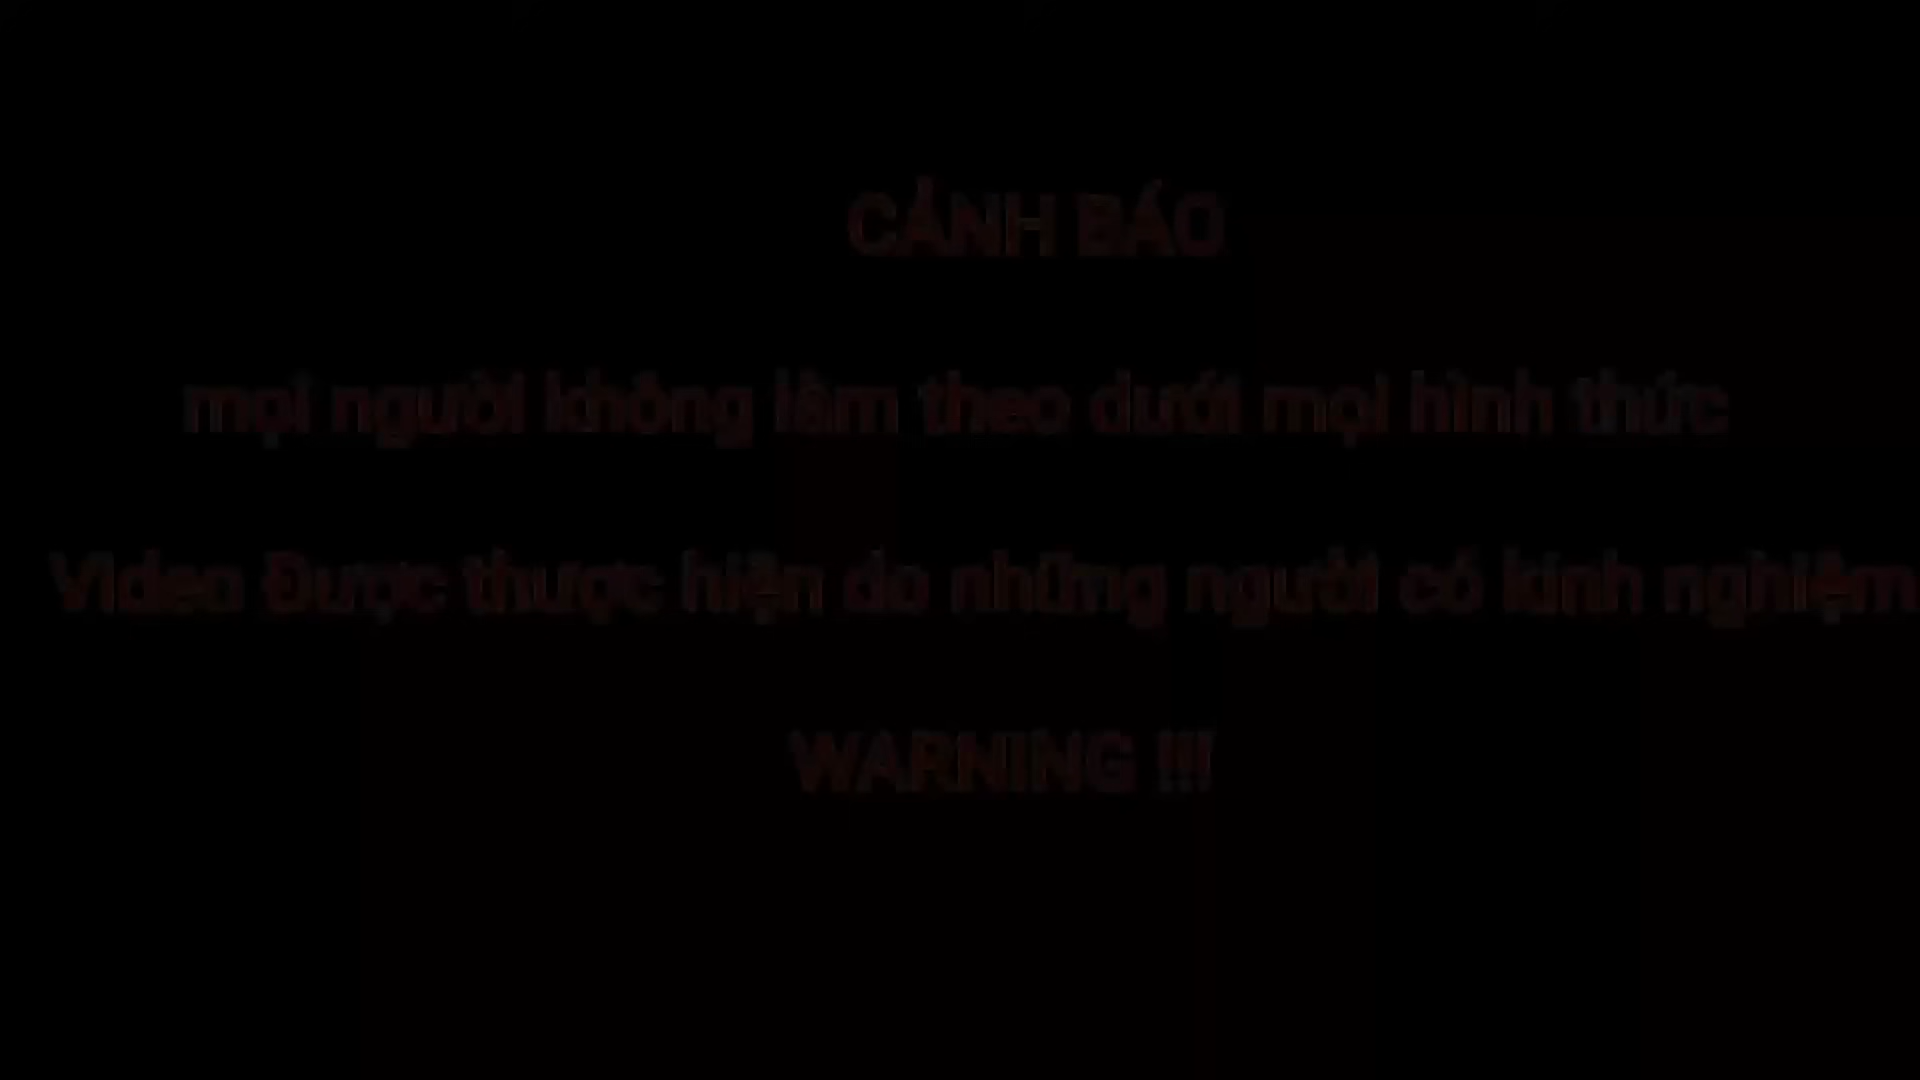 CẢNH BÁO
mọi người không làm theo dưới mọi hình thức
Video Được thược hiện do những người có kinh nghiệm
WARNING !!!